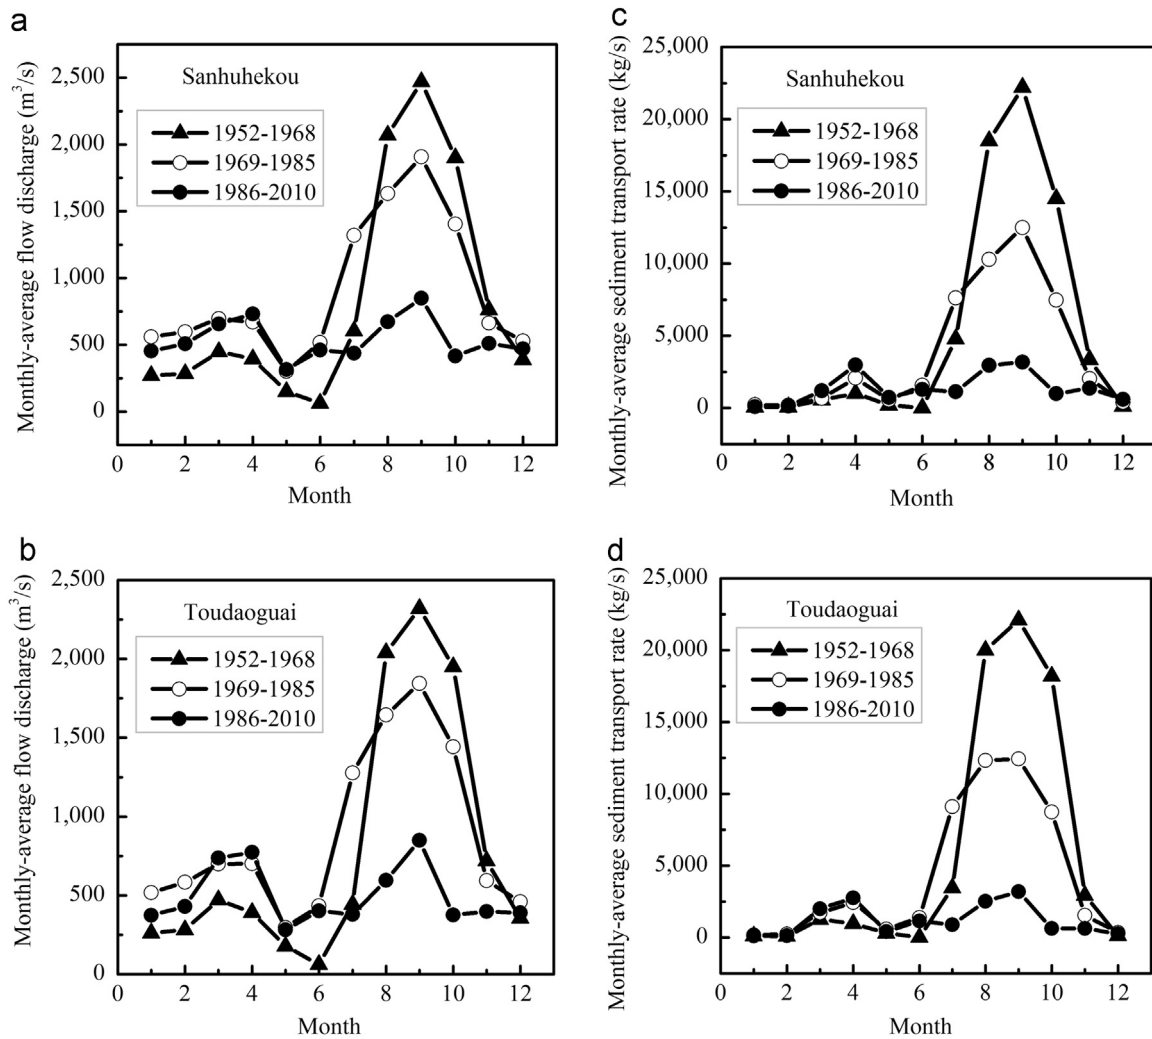 a
Monthly-average flow discharge (m³/s)
2,500
2,000
1,500
1,000
500
0
Sanhuhekou
1952-1968
1969-1985
1986-2010
0 2 4 6 8 10 12
Month
c
Monthly-average sediment transport rate (kg/s)
25,000
20,000
15,000
10,000
5,000
0
Sanhuhekou
1952-1968
1969-1985
1986-2010
0 2 4 6 8 10 12
Month
b
Monthly-average flow discharge (m³/s)
2,500
2,000
1,500
1,000
500
0
Toudaoguai
1952-1968
1969-1985
1986-2010
0 2 4 6 8 10 12
Month
d
Monthly-average sediment transport rate (kg/s)
25,000
20,000
15,000
10,000
5,000
0
Toudaoguai
1952-1968
1969-1985
1986-2010
0 2 4 6 8 10 12
Month